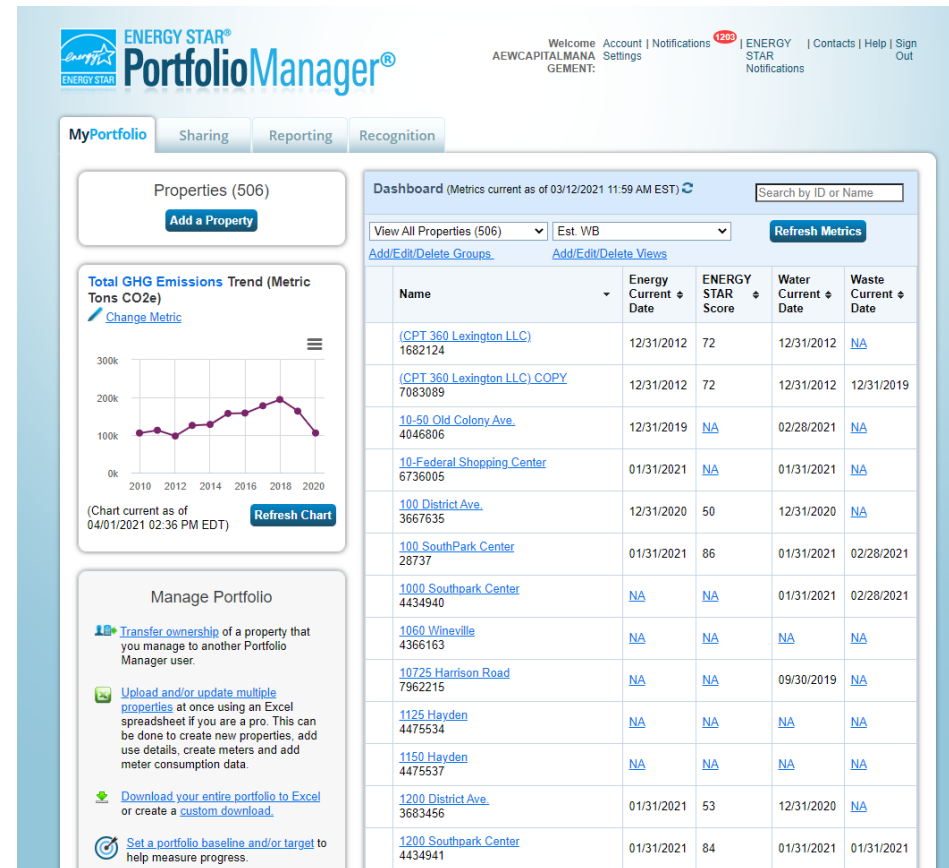 ENERGY STAR®
PortfolioManager®
energy
ENERGY STAR
Welcome
AEWCAPITALMANA
GEMENT:
Account | Notifications 1203 | ENERGY | Contacts | Help | Sign
Settings STAR Out
Notifications
MyPortfolio Sharing Reporting Recognition
Properties (506)
Add a Property
Total GHG Emissions Trend (Metric
Tons CO2e)
Change Metric
300k
200k
100k
0k
2010 2012 2014 2016 2018 2020
(Chart current as of
04/01/2021 02:36 PM EDT)
Refresh Chart
Manage Portfolio
Transfer ownership of a property that
you manage to another Portfolio
Manager user.
Upload and/or update multiple
properties at once using an Excel
spreadsheet if you are a pro. This can
be done to create new properties, add
use details, create meters and add
meter consumption data.
Download your entire portfolio to Excel
or create a custom download.
Set a portfolio baseline and/or target to
help measure progress.
Dashboard (Metrics current as of 03/12/2021 11:59 AM EST)
Search by ID or Name
View All Properties (506) Est. WB Refresh Metrics
Add/Edit/Delete Groups Add/Edit/Delete Views
Name
Energy
Current
Date
ENERGY
STAR
Score
Water
Current
Date
Waste
Current
Date
(CPT 360 Lexington LLC)
1682124
12/31/2012 72 12/31/2012 NA
(CPT 360 Lexington LLC) COPY
7083089
12/31/2012 72 12/31/2012 12/31/2019
10-50 Old Colony Ave.
4046806
12/31/2019 NA 02/28/2021 NA
10-Federal Shopping Center
6736005
01/31/2021 NA 01/31/2021 NA
100 District Ave.
3667635
12/31/2020 50 12/31/2020 NA
100 SouthPark Center
28737
01/31/2021 86 01/31/2021 02/28/2021
1000 Southpark Center
4434940
NA NA 01/31/2021 02/28/2021
1060 Wineville
4366163
NA NA NA NA
10725 Harrison Road
7962215
NA NA 09/30/2019 NA
1125 Hayden
4475534
NA NA NA NA
1150 Hayden
4475537
NA NA NA NA
1200 District Ave.
3683456
01/31/2021 53 12/31/2020 NA
1200 Southpark Center
4434941
01/31/2021 84 01/31/2021 01/31/2021